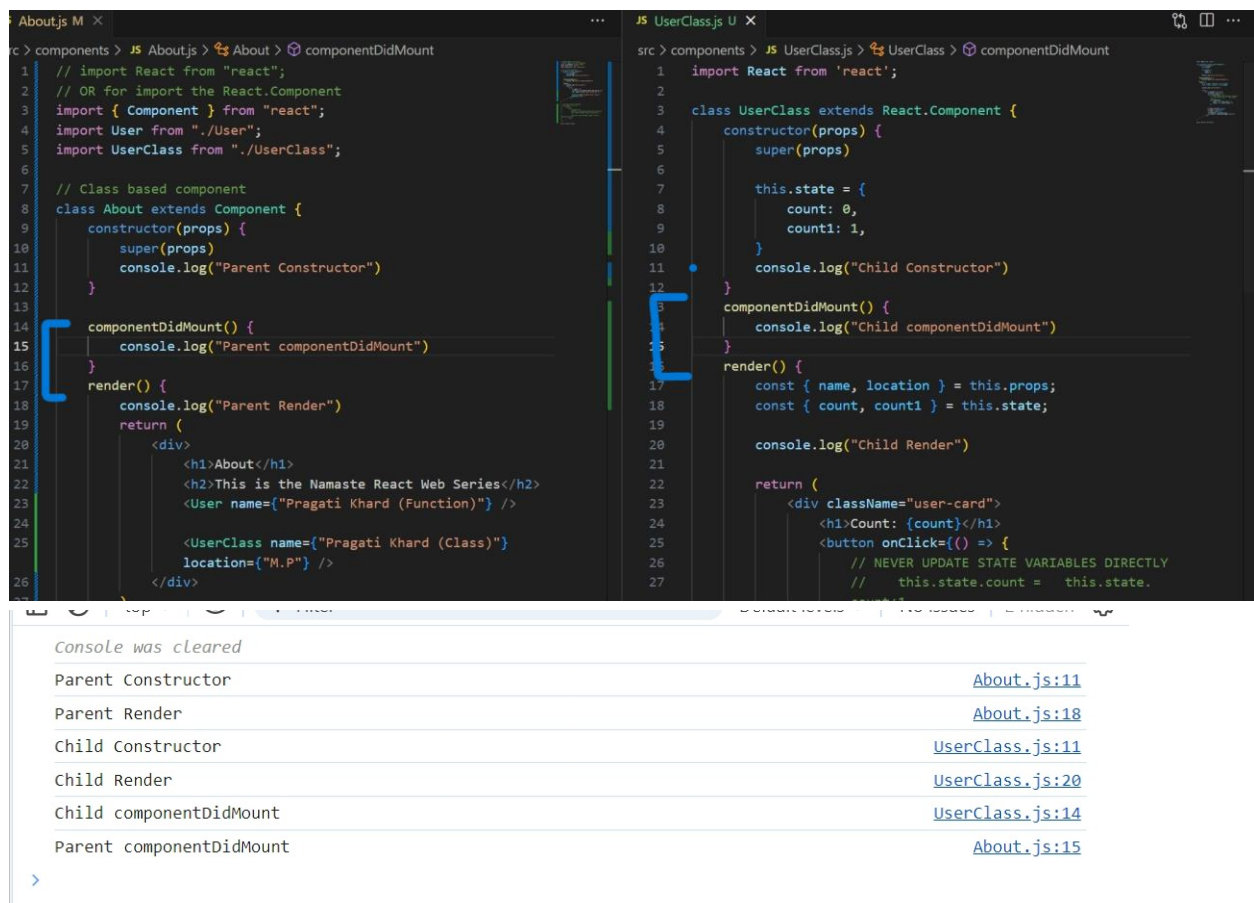 About.js M
src > components > JS About.js > About > componentDidMount
1 // import React from "react";
2 // OR for import the React.Component
3 import { Component } from "react";
4 import User from "./User";
5 import UserClass from "./UserClass";
6
7 // Class based component
8 class About extends Component {
9 constructor(props) {
10 super(props)
11 console.log("Parent Constructor")
12 }
13
14 componentDidMount() {
15 console.log("Parent componentDidMount")
16 }
17 render() {
18 console.log("Parent Render")
19 return (
20 <div>
21 <h1>About</h1>
22 <h2>This is the Namaste React Web Series</h2>
23 <User name={"Pragati Khard (Function)"} />
24
25 <UserClass name={"Pragati Khard (Class)"}
location={"M.P"} />
26 </div>
JS UserClass.js U
src > components > JS UserClass.js > UserClass > componentDidMount
1 import React from 'react';
2
3 class UserClass extends React.Component {
4 constructor(props) {
5 super(props)
6
7 this.state = {
8 count: 0,
9 count1: 1,
10 }
11 console.log("Child Constructor")
12 }
13 componentDidMount() {
14 console.log("Child componentDidMount")
15 }
16 render() {
17 const { name, location } = this.props;
18 const { count, count1 } = this.state;
19
20 console.log("Child Render")
21
22 return (
23 <div className="user-card">
24 <h1>Count: {count}</h1>
25 <button onClick={() => {
26 // NEVER UPDATE STATE VARIABLES DIRECTLY
27 // this.state.count = this.state.
Console was cleared
Parent Constructor About.js:11
Parent Render About.js:18
Child Constructor UserClass.js:11
Child Render UserClass.js:20
Child componentDidMount UserClass.js:14
Parent componentDidMount About.js:15